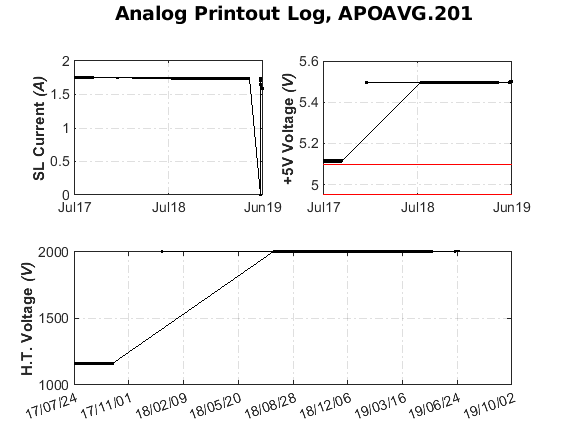 Analog Printout Log, APOAVG.201
SL Current (A)
2
1.5
1
0.5
0
Jul17 Jul18 Jun19
+5V Voltage (V)
5.6
5.4
5.2
5
Jul17 Jul18 Jun19
H.T. Voltage (V)
2000
1500
1000
17/07/24 17/11/01 18/02/09 18/05/20 18/08/28 18/12/06 19/03/16 19/06/24 19/10/02